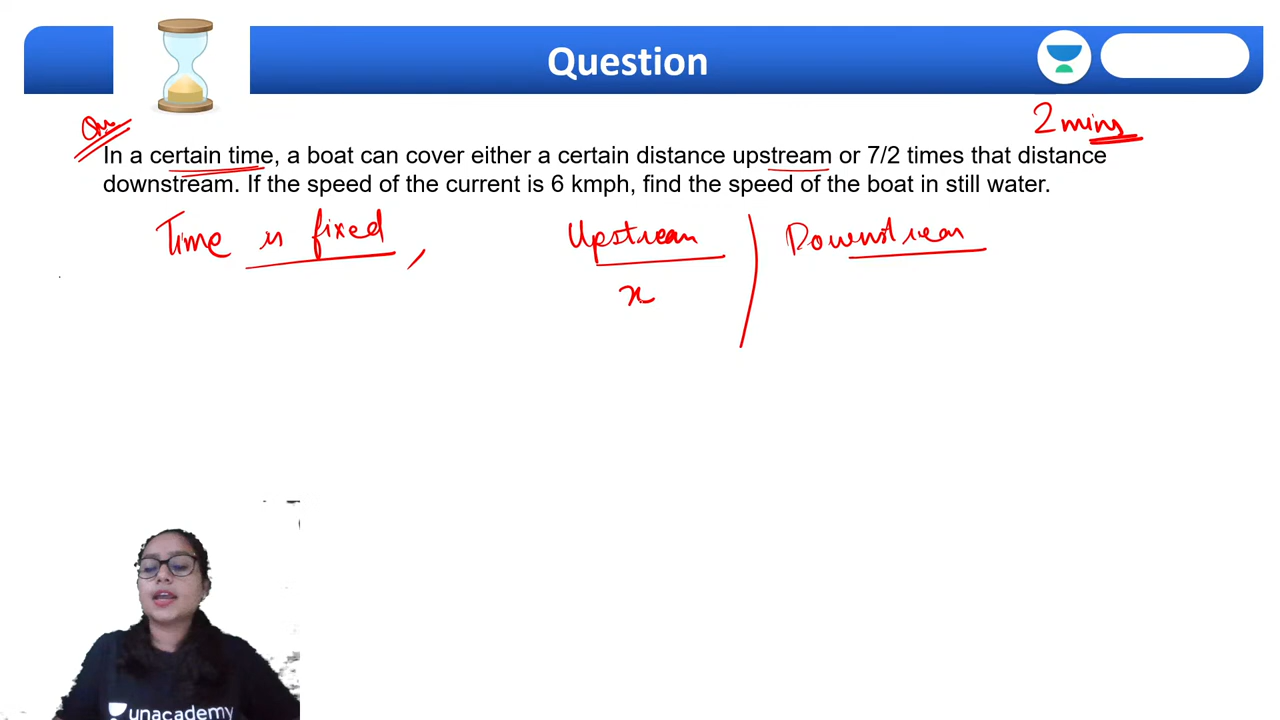 Question
2 mins
Qn
In a certain time, a boat can cover either a certain distance upstream or 7/2 times that distance
downstream. If the speed of the current is 6 kmph, find the speed of the boat in still water.
Time is fixed,
Upstream
Downstream
x
unacademy